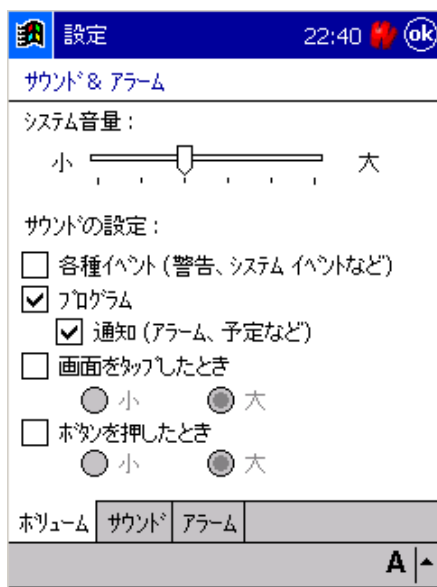 設定 22:40 ok
サウンド& アラーム
システム音量：
小 大
サウンドの設定：
各種イベント (警告、システム イベントなど)
プログラム
通知 (アラーム、予定など)
画面をタップしたとき
小 大
ボタンを押したとき
小 大
ボリューム サウンド アラーム
A